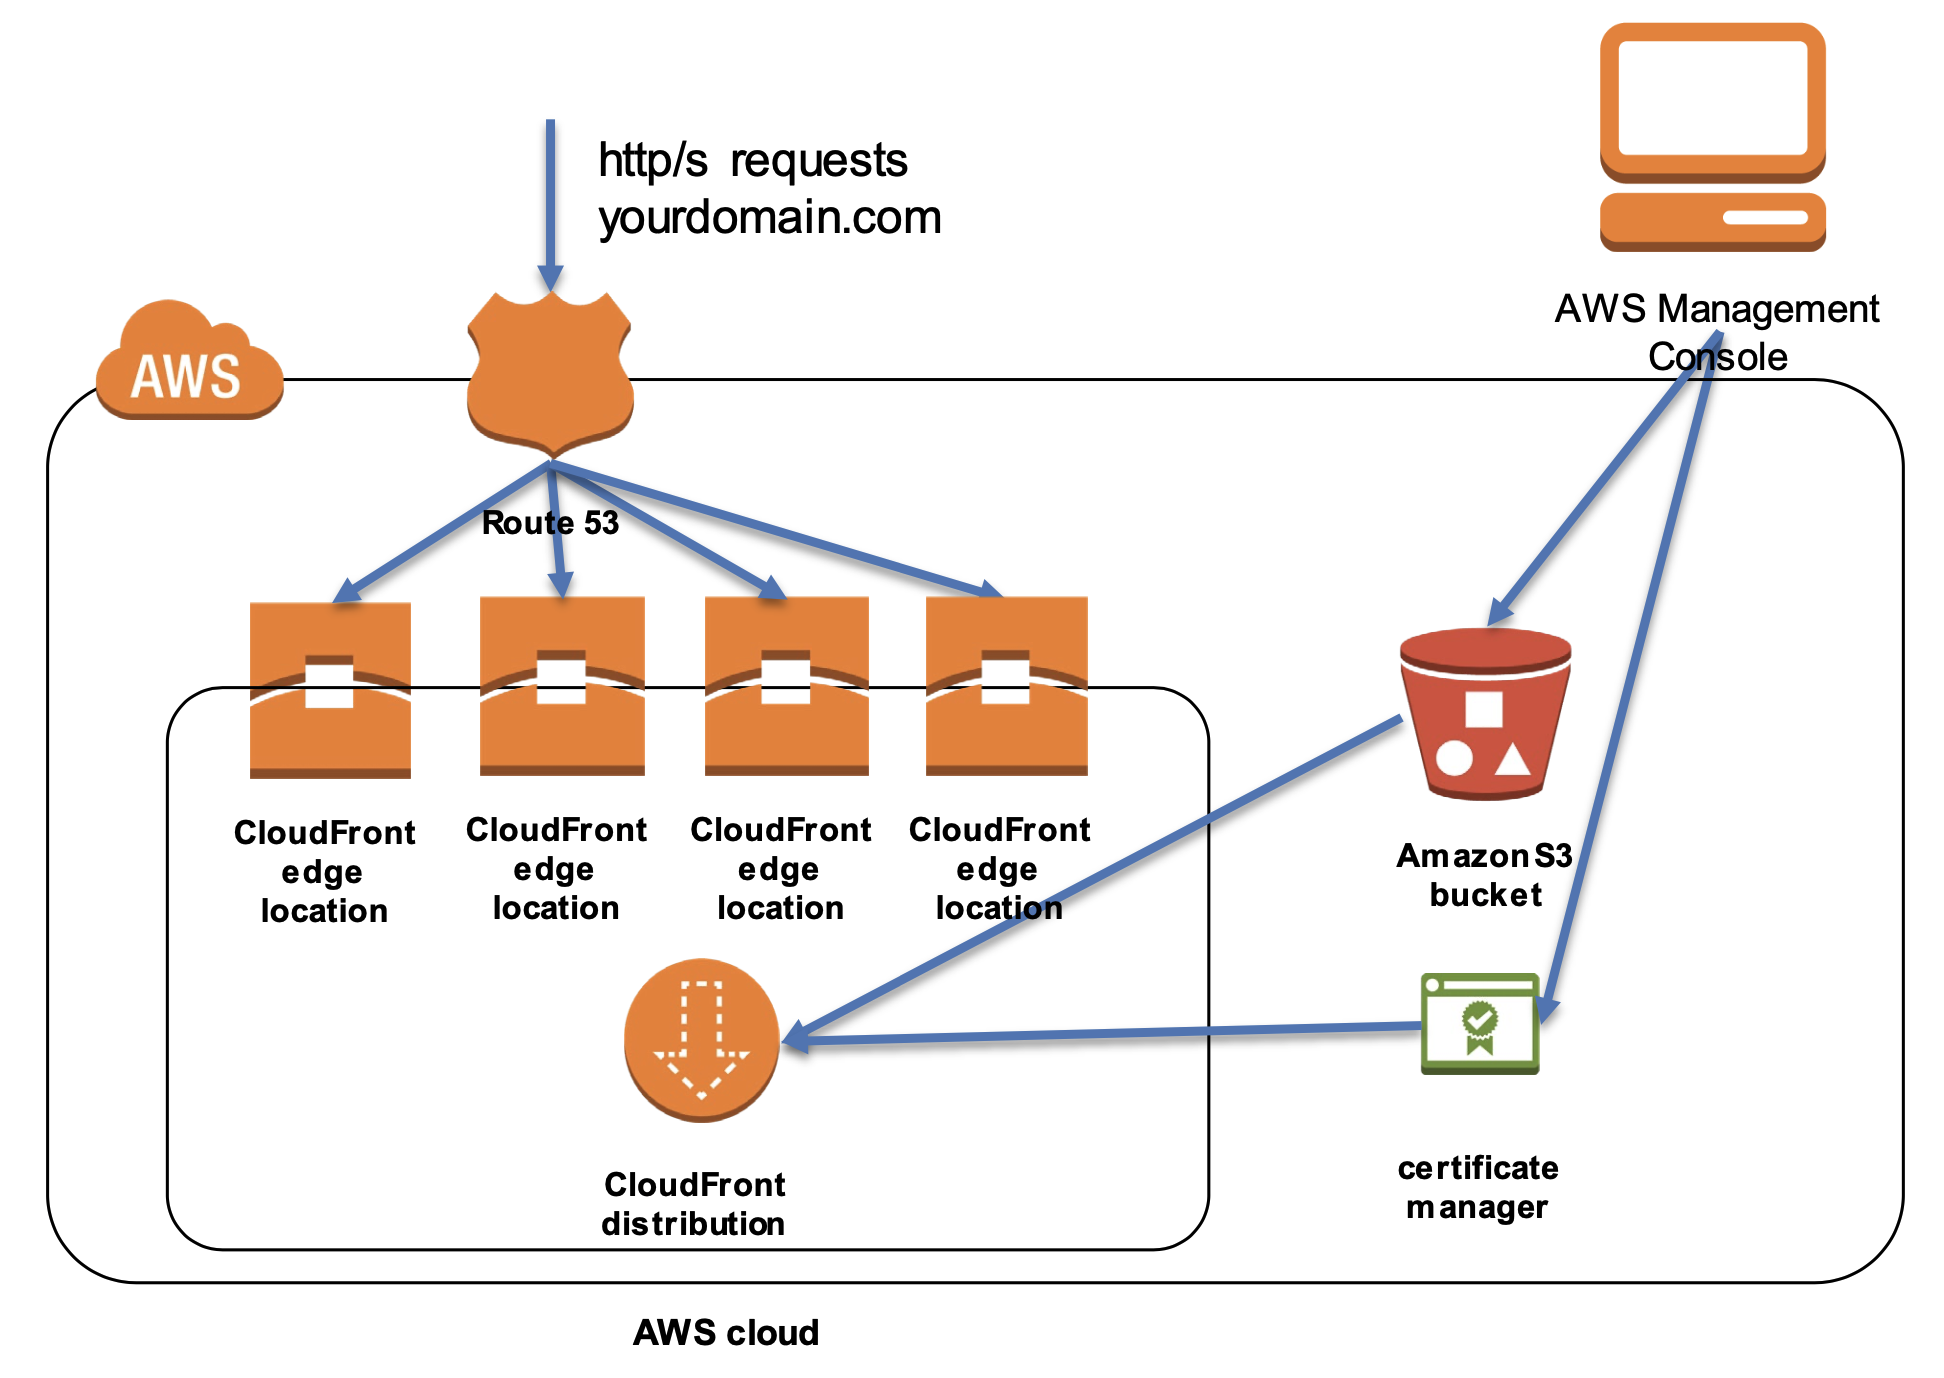 http/s requests
yourdomain.com
AWS Management
Console
AWS
Route 53
CloudFront
edge
location
CloudFront
edge
location
CloudFront
edge
location
CloudFront
edge
location
Amazon S3
bucket
CloudFront
distribution
certificate
manager
AWS cloud